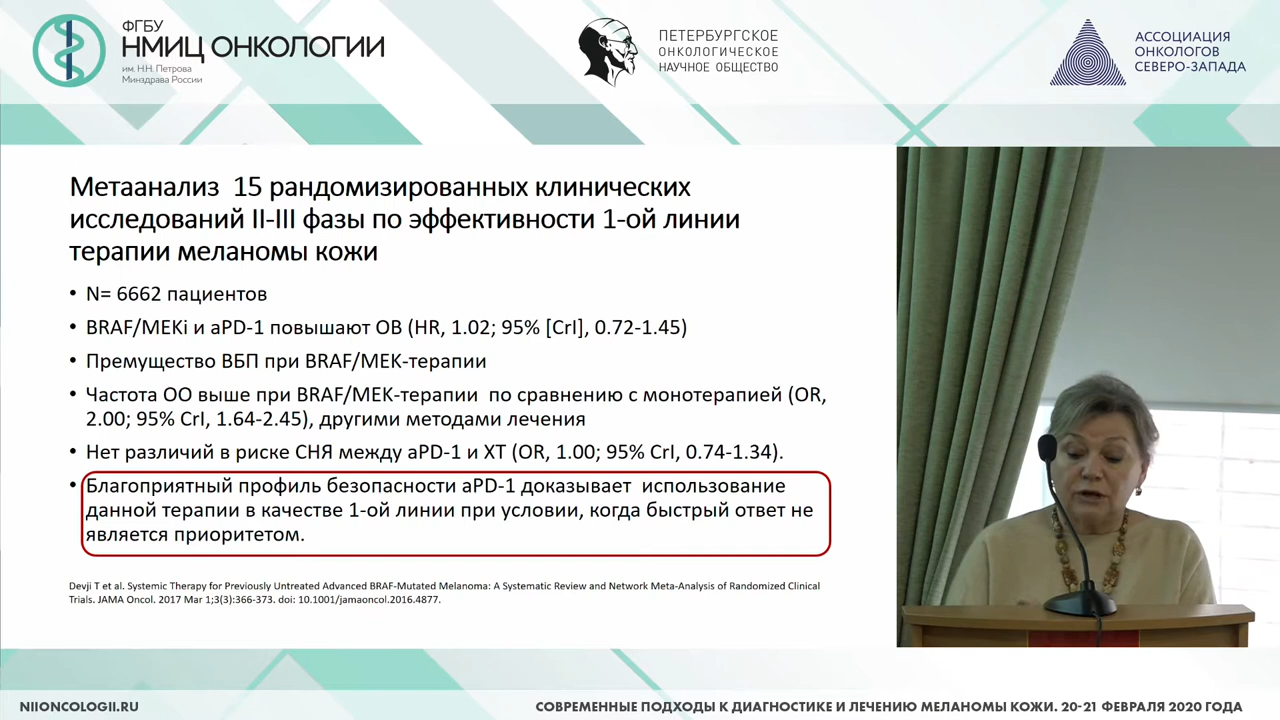 ФГБУ
НМИЦ ОНКОЛОГИИ
им. Н.Н. Петрова
Минздрава России
ПЕТЕРБУРГСКОЕ
ОНКОЛОГИЧЕСКОЕ
НАУЧНОЕ ОБЩЕСТВО
АССОЦИАЦИЯ
ОНКОЛОГОВ
СЕВЕРО-ЗАПАДА
Метаанализ 15 рандомизированных клинических
исследований II-III фазы по эффективности 1-ой линии
терапии меланомы кожи
• N= 6662 пациентов
• BRAF/MEKi и aPD-1 повышают ОВ (HR, 1.02; 95% [CrI], 0.72-1.45)
• Премущество ВБП при BRAF/MEK-терапии
• Частота ОО выше при BRAF/MEK-терапии по сравнению с монотерапией (OR,
2.00; 95% CrI, 1.64-2.45), другими методами лечения
• Нет различий в риске СНЯ между aPD-1 и ХТ (OR, 1.00; 95% CrI, 0.74-1.34).
• Благоприятный профиль безопасности aPD-1 доказывает использование
данной терапии в качестве 1-ой линии при условии, когда быстрый ответ не
является приоритетом.
Devji T et al. Systemic Therapy for Previously Untreated Advanced BRAF-Mutated Melanoma: A Systematic Review and Network Meta-Analysis of Randomized Clinical
Trials. JAMA Oncol. 2017 Mar 1;3(3):366-373. doi: 10.1001/jamaoncol.2016.4877.
NIIONCOLOGII.RU
СОВРЕМЕННЫЕ ПОДХОДЫ К ДИАГНОСТИКЕ И ЛЕЧЕНИЮ МЕЛАНОМЫ КОЖИ. 20-21 ФЕВРАЛЯ 2020 ГОДА